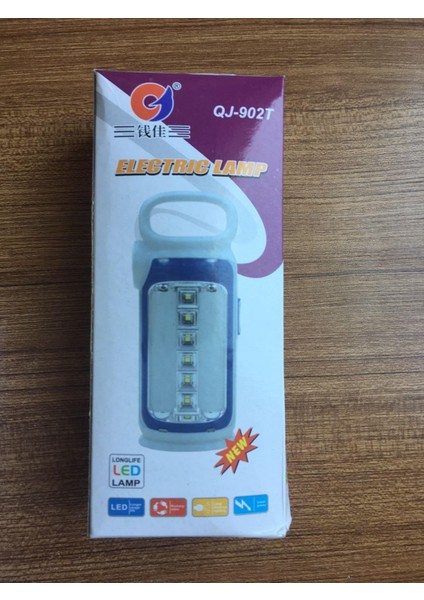 ®
QJ-902T
钱佳
ELECTRIC LAMP
NEW
LONGLIFE
LED
LAMP
LED